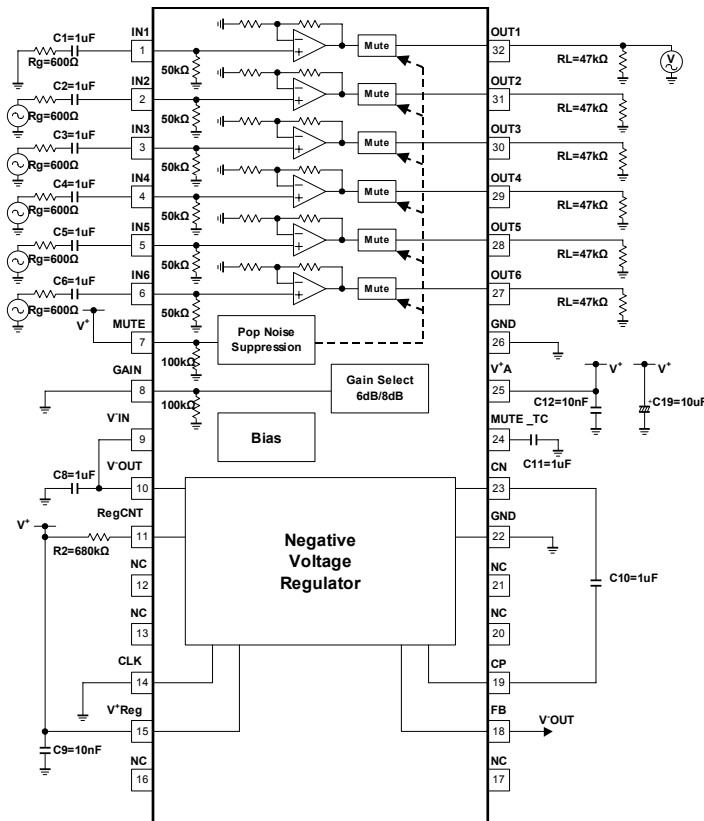 C1=1uF
IN1
1
Rg=600Ω
50kΩ
Mute
OUT1
32
RL=47kΩ
V
C2=1uF
IN2
2
Rg=600Ω
50kΩ
Mute
OUT2
31
RL=47kΩ
C3=1uF
IN3
3
Rg=600Ω
50kΩ
Mute
OUT3
30
RL=47kΩ
C4=1uF
IN4
4
Rg=600Ω
50kΩ
Mute
OUT4
29
RL=47kΩ
C5=1uF
IN5
5
Rg=600Ω
50kΩ
Mute
OUT5
28
RL=47kΩ
C6=1uF
IN6
6
Rg=600Ω
50kΩ
Mute
OUT6
27
RL=47kΩ
V+
MUTE
7
100kΩ
Pop Noise
Suppression
GND
26
GAIN
8
100kΩ
Gain Select
6dB/8dB
V+A
25
V+
V+
C12=10nF
+C19=10uF
V-IN
9
Bias
MUTE _TC
24
C11=1uF
C8=1uF
V-OUT
10
CN
23
V+
RegCNT
11
R2=680kΩ
Negative
Voltage
Regulator
GND
22
C10=1uF
NC
12
NC
21
NC
13
NC
20
CLK
14
CP
19
V+Reg
15
C9=10nF
FB
18
V-OUT
NC
16
NC
17